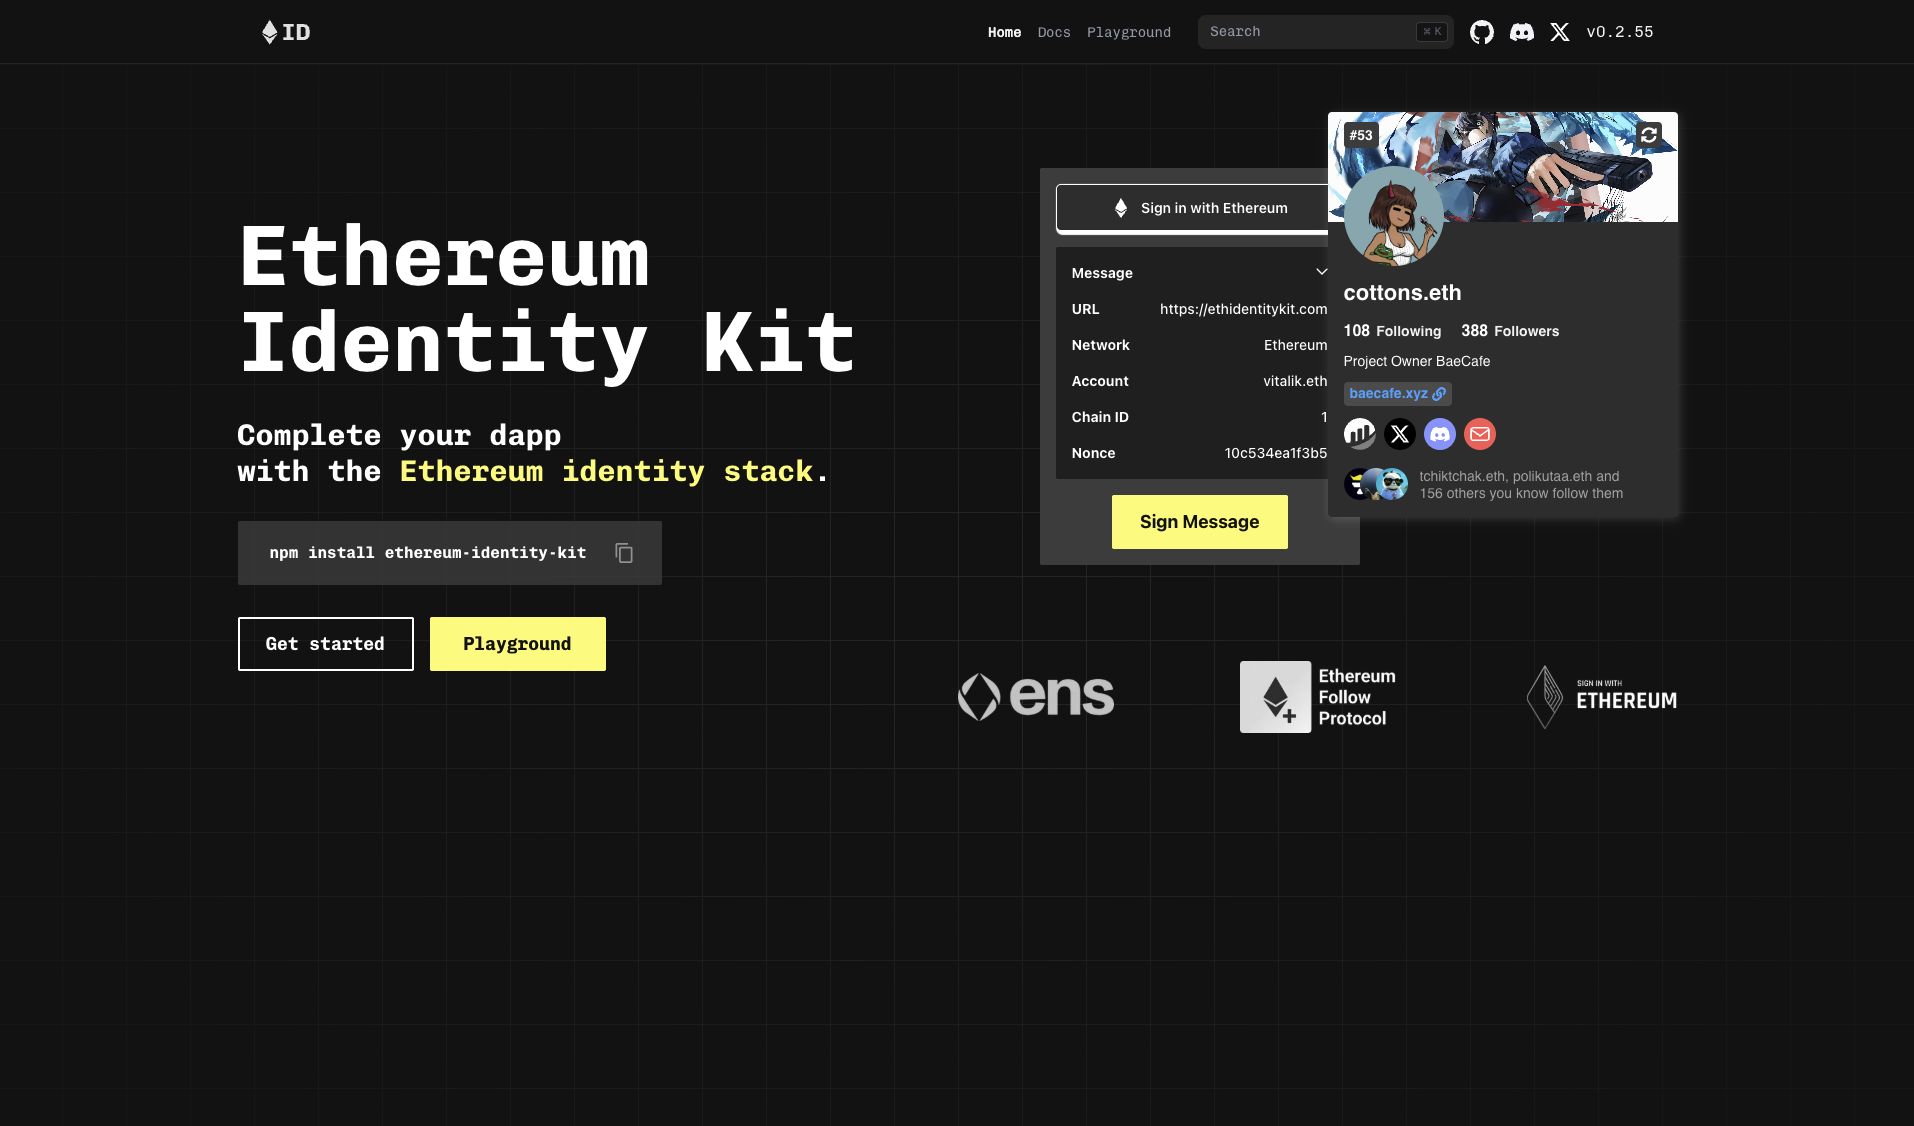 ID
Home Docs Playground
Search ⌘ K
v0.2.55
Ethereum
Identity Kit
Complete your dapp
with the Ethereum identity stack.
npm install ethereum-identity-kit
Get started
Playground
Sign in with Ethereum
Message
URL https://ethidentitykit.com
Network Ethereum
Account vitalik.eth
Chain ID 1
Nonce 10c534ea1f3b5
Sign Message
#53
cottons.eth
108 Following 388 Followers
Project Owner BaeCafe
baecafe.xyz
tchiktchak.eth, polikutaa.eth and
156 others you know follow them
ens
Ethereum
Follow
Protocol
SIGN IN WITH
ETHEREUM